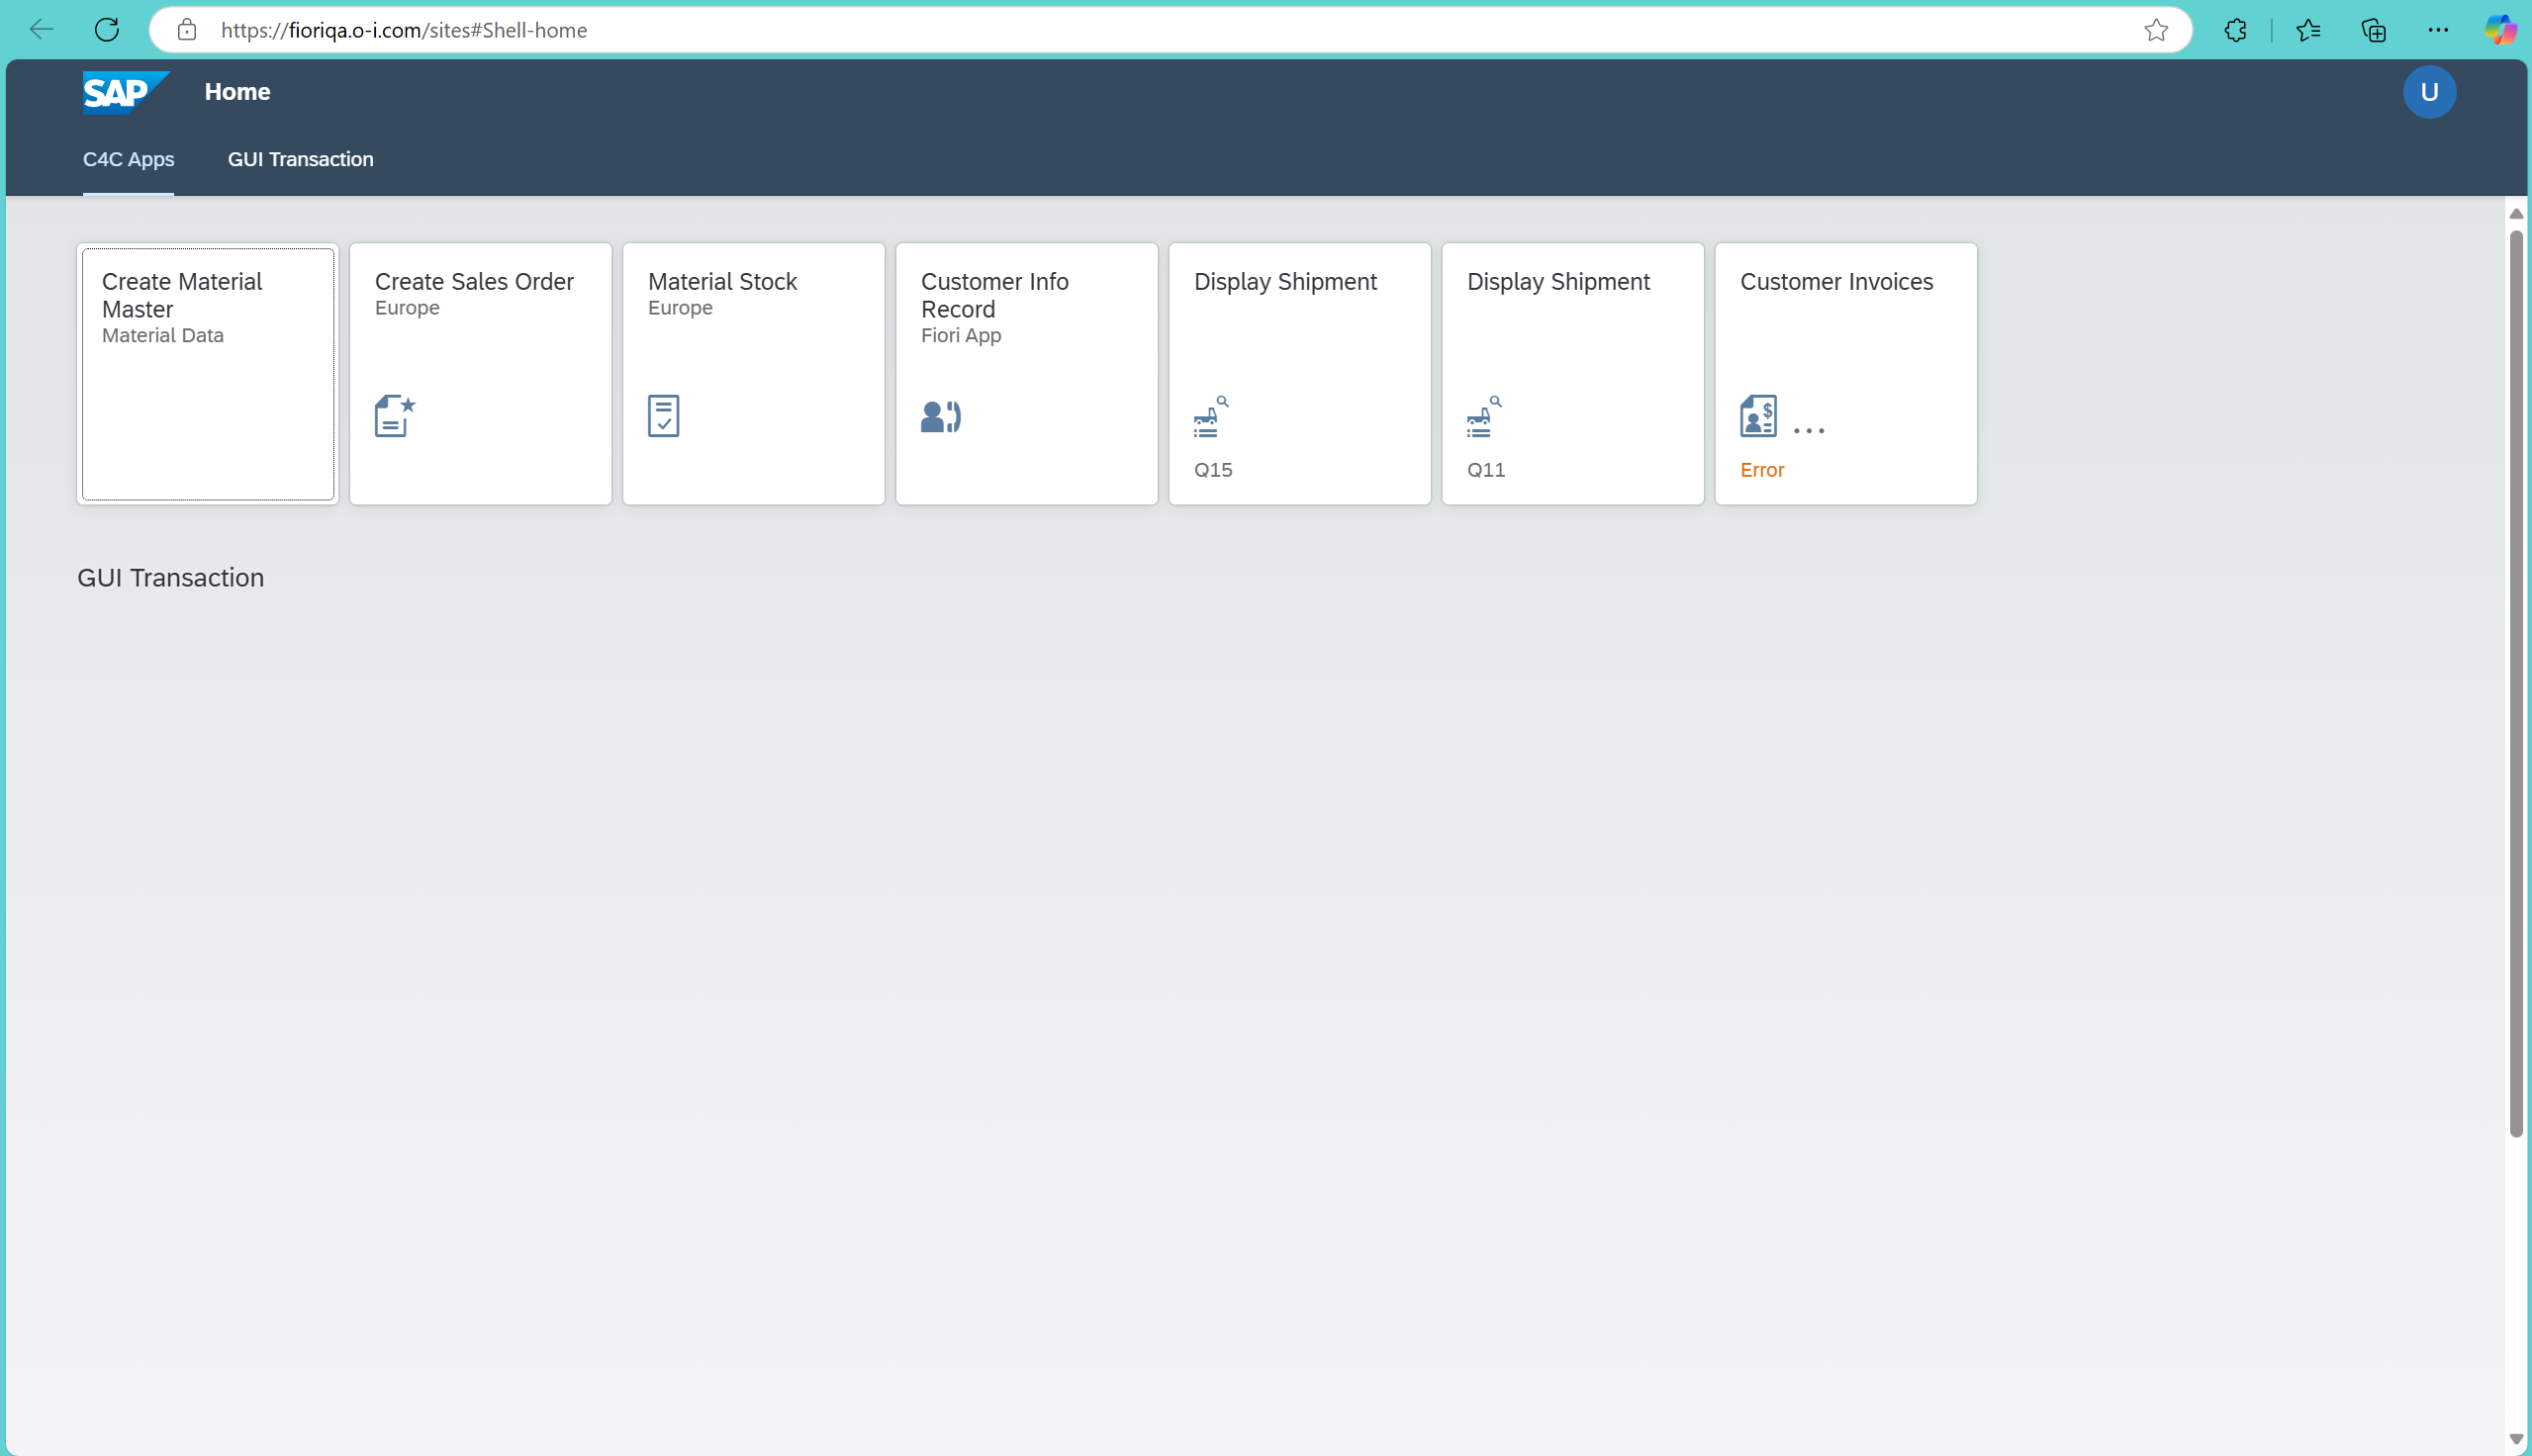 https://fioriqa.o-i.com/sites#Shell-home
SAP Home U
C4C Apps GUI Transaction
Create Material
Master
Material Data
Create Sales Order
Europe
Material Stock
Europe
Customer Info
Record
Fiori App
Display Shipment
Q15
Display Shipment
Q11
Customer Invoices
...
Error
GUI Transaction